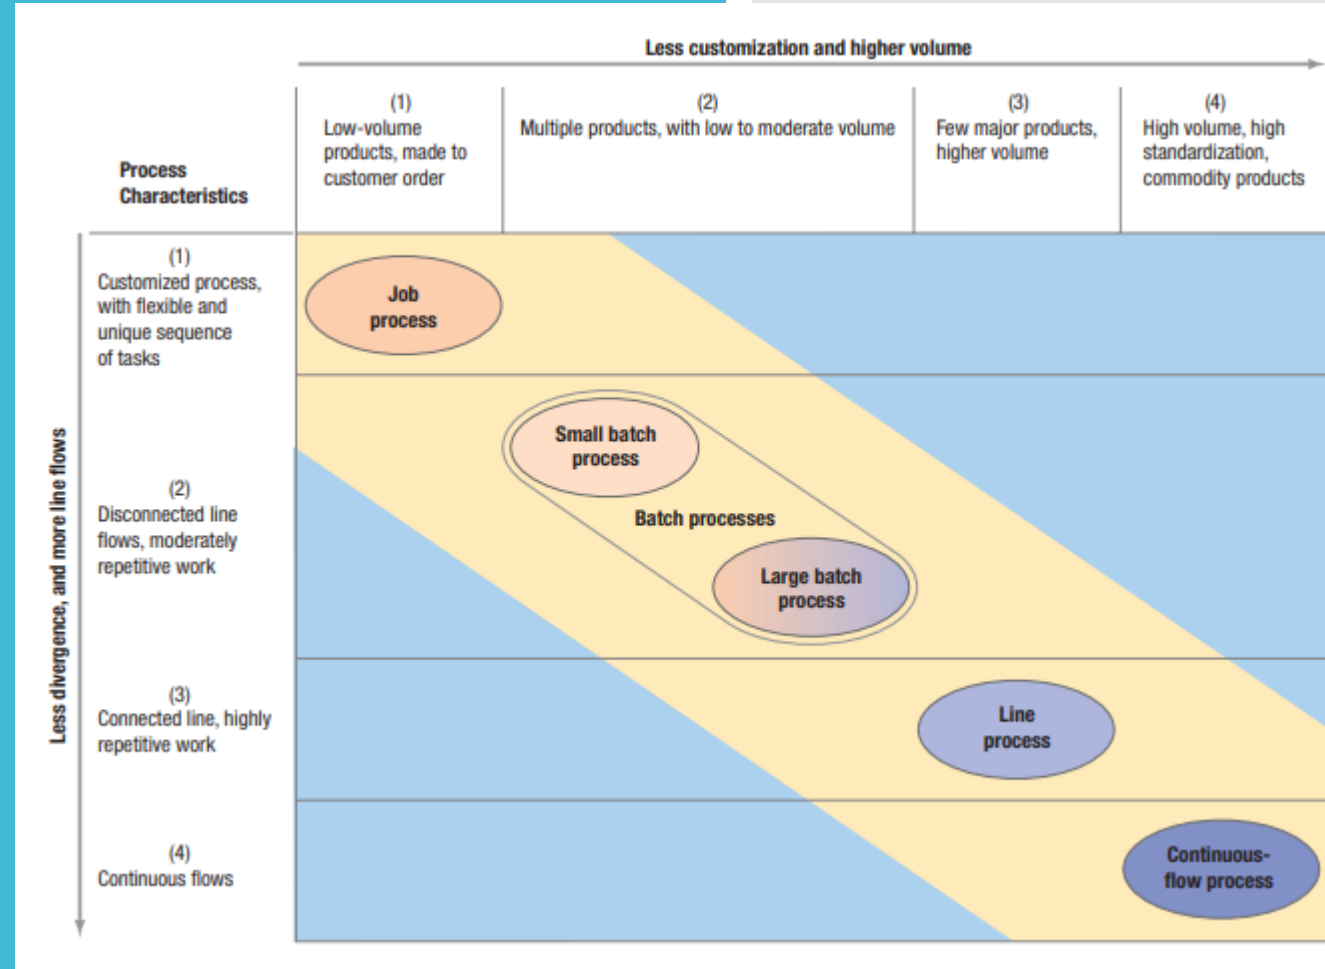 Less customization and higher volume
(1)
Low-volume
products, made to
customer order
(2)
Multiple products, with low to moderate volume
(3)
Few major products,
higher volume
(4)
High volume, high
standardization,
commodity products
Process
Characteristics
Less divergence, and more line flows
(1)
Customized process,
with flexible and
unique sequence
of tasks
Job
process
(2)
Disconnected line
flows, moderately
repetitive work
Small batch
process
Batch processes
Large batch
process
(3)
Connected line, highly
repetitive work
Line
process
(4)
Continuous flows
Continuous-
flow process